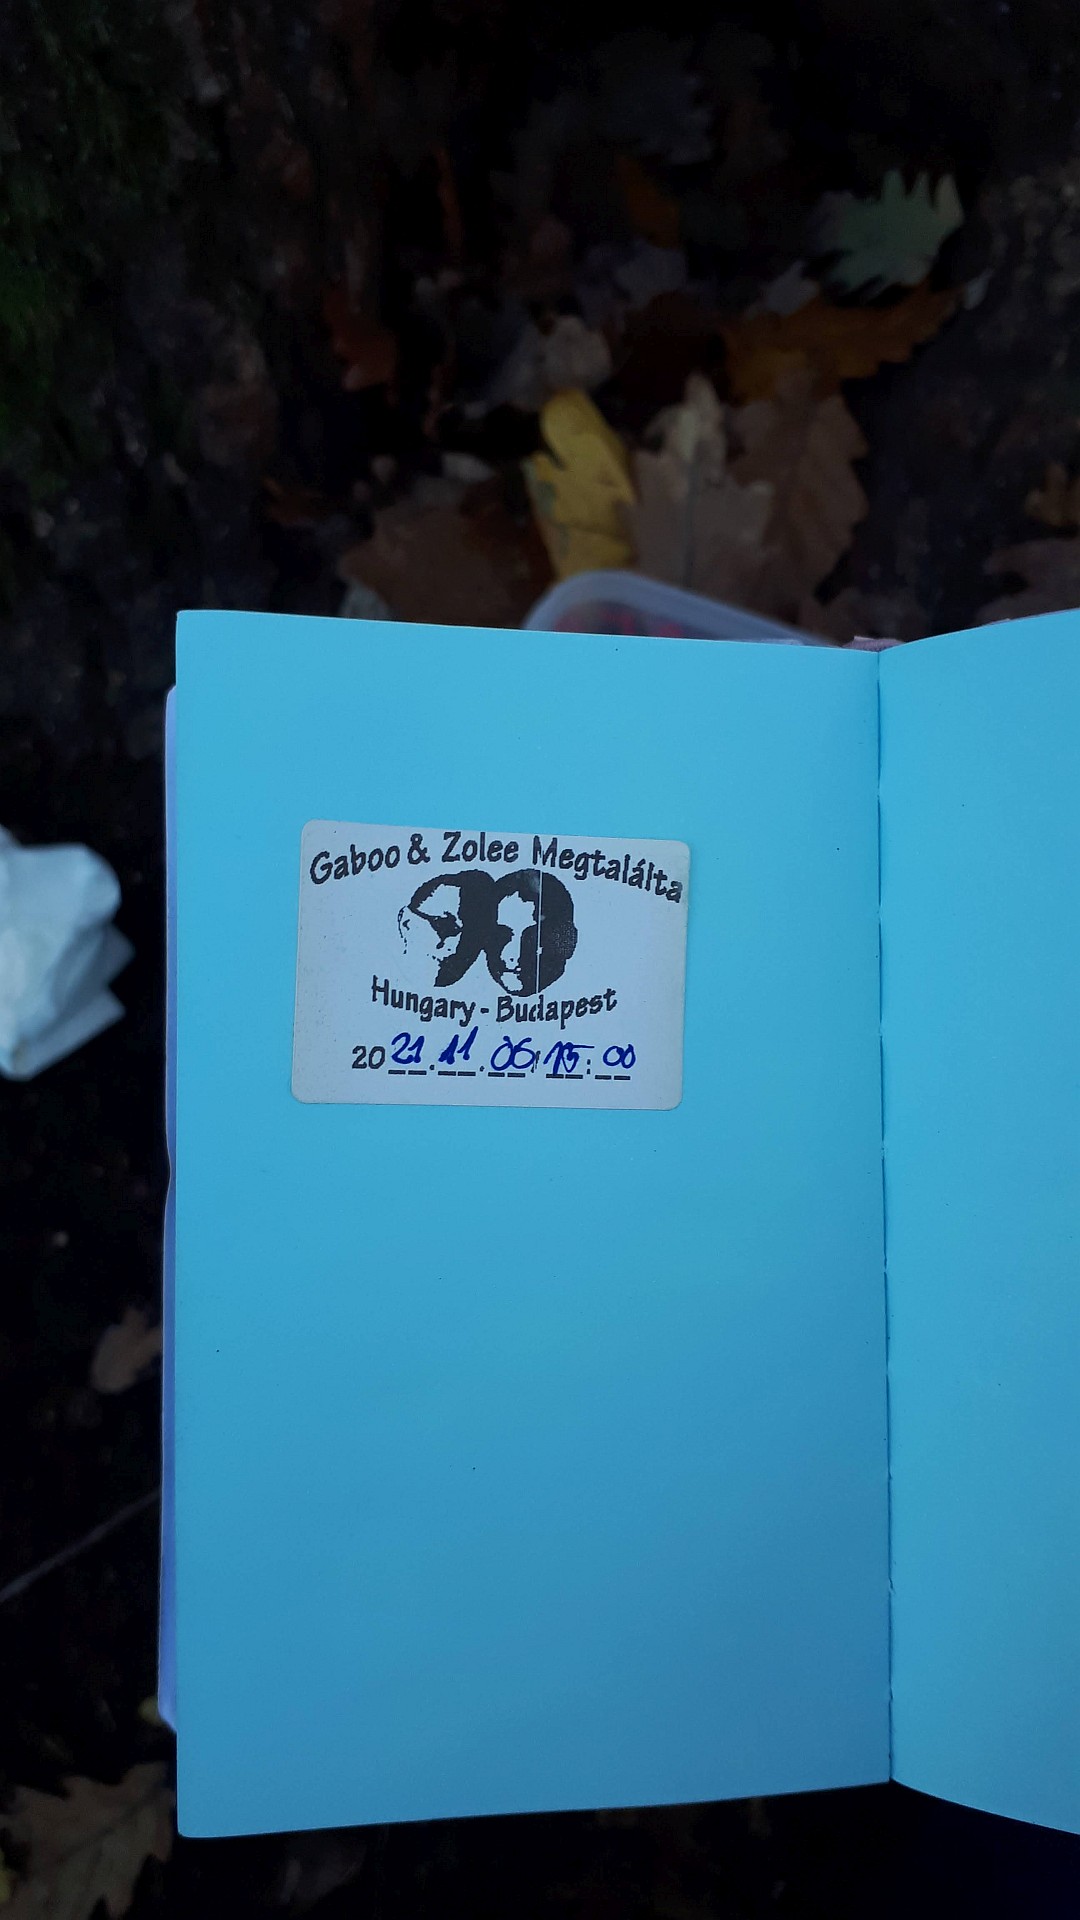 Gaboo & Zolee Megtalálta
Hungary - Budapest
2021.11.06/15:00